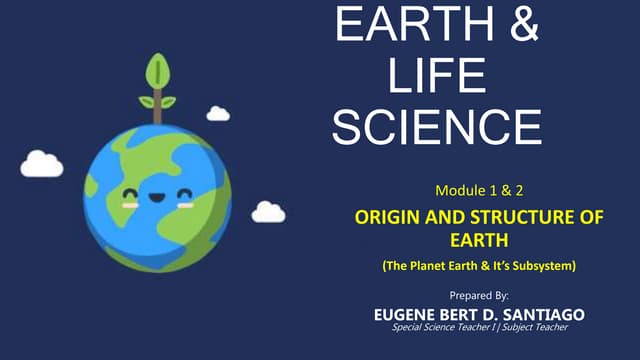 EARTH &
LIFE
SCIENCE
Module 1 & 2
ORIGIN AND STRUCTURE OF
EARTH
(The Planet Earth & It's Subsystem)
Prepared By:
EUGENE BERT D. SANTIAGO
Special Science Teacher I | Subject Teacher